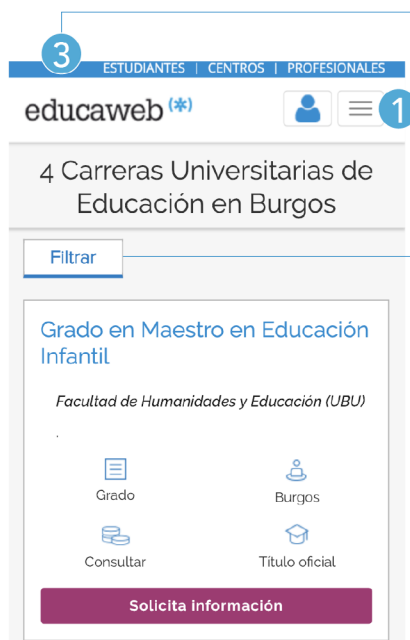 3
ESTUDIANTES | CENTROS | PROFESIONALES
educaweb (*)
1
4 Carreras Universitarias de
Educación en Burgos
Filtrar
Grado en Maestro en Educación
Infantil
Facultad de Humanidades y Educación (UBU)
.
Grado
Burgos
Consultar
Título oficial
Solicita información